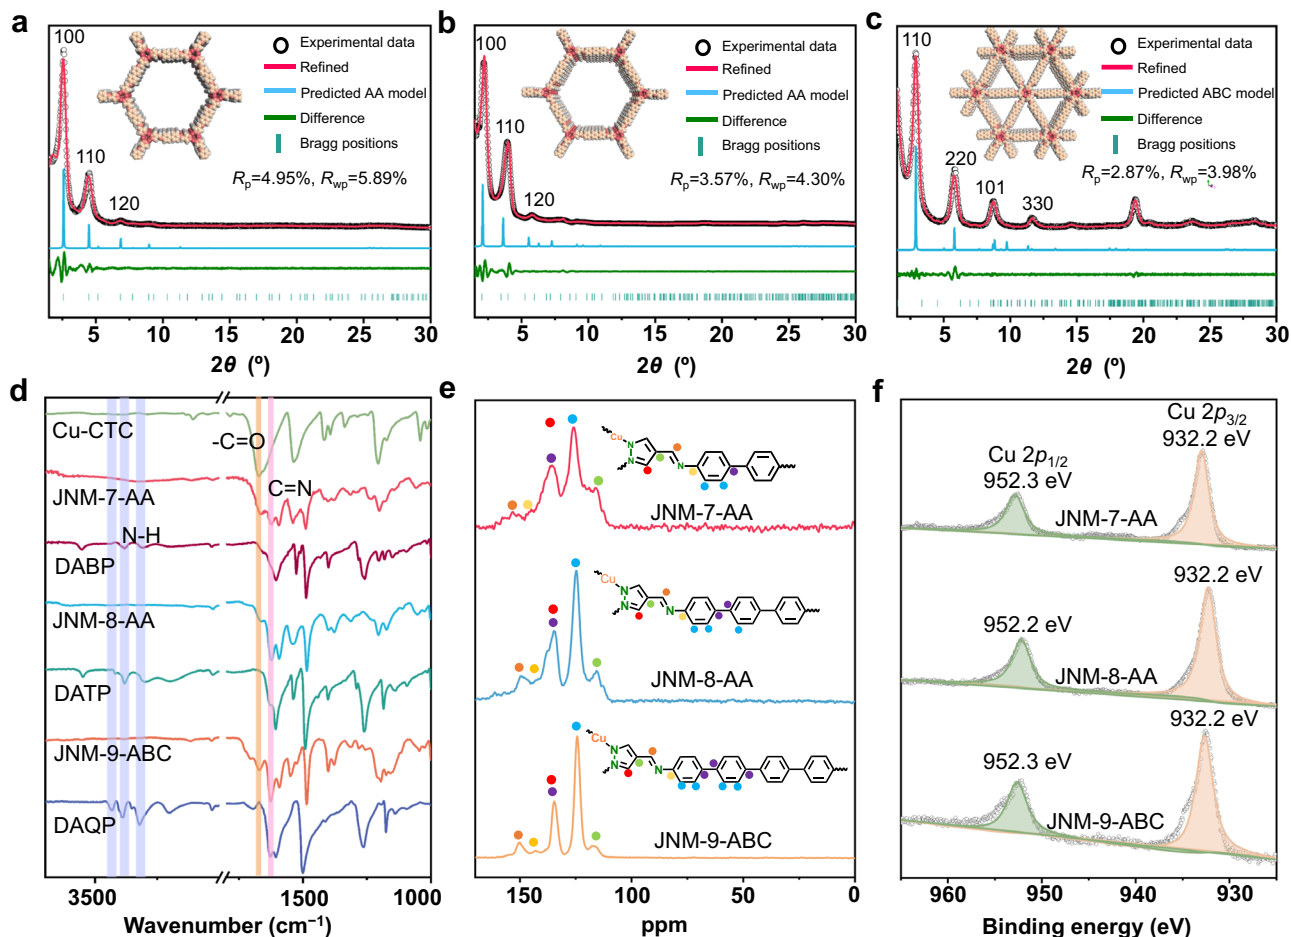 a
100
110
120
Experimental data
Refined
Predicted AA model
Difference
Bragg positions
Rp=4.95%, Rwp=5.89%
5
10
15
20
25
30
2θ (º)
b
100
110
120
Experimental data
Refined
Predicted AA model
Difference
Bragg positions
Rp=3.57%, Rwp=4.30%
5
10
15
20
25
30
2θ (º)
c
110
220
101
330
Experimental data
Refined
Predicted ABC model
Difference
Bragg positions
Rp=2.87%, Rwp=3.98%
5
10
15
20
25
30
2θ (º)
d
Cu-CTC
-C=O
JNM-7-AA
C=N
N-H
DABP
JNM-8-AA
DATP
JNM-9-ABC
DAQP
3500
1500
1000
Wavenumber (cm⁻¹)
e
Cu
N
N
N
JNM-7-AA
Cu
N
N
N
JNM-8-AA
Cu
N
N
N
JNM-9-ABC
150
100
50
0
ppm
f
Cu 2p3/2
932.2 eV
Cu 2p1/2
952.3 eV
JNM-7-AA
932.2 eV
952.2 eV
JNM-8-AA
932.2 eV
952.3 eV
JNM-9-ABC
960
950
940
930
Binding energy (eV)